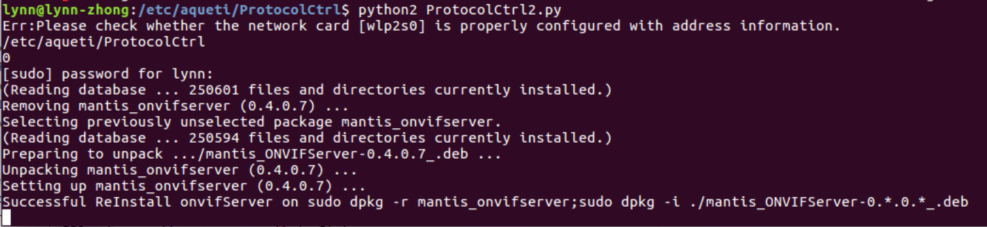 lynn@lynn-zhong:/etc/aqueti/ProtocolCtrl$ python2 ProtocolCtrl2.py
Err:Please check whether the network card [wlp2s0] is properly configured with address information.
/etc/aqueti/ProtocolCtrl
0
[sudo] password for lynn:
(Reading database ... 250601 files and directories currently installed.)
Removing mantis_onvifserver (0.4.0.7) ...
Selecting previously unselected package mantis_onvifserver.
(Reading database ... 250594 files and directories currently installed.)
Preparing to unpack .../mantis_ONVIFServer-0.4.0.7_.deb ...
Unpacking mantis_onvifserver (0.4.0.7) ...
Setting up mantis_onvifserver (0.4.0.7) ...
Successful ReInstall onvifServer on sudo dpkg -r mantis_onvifserver;sudo dpkg -i ./mantis_ONVIFServer-0.*.0.*_.deb